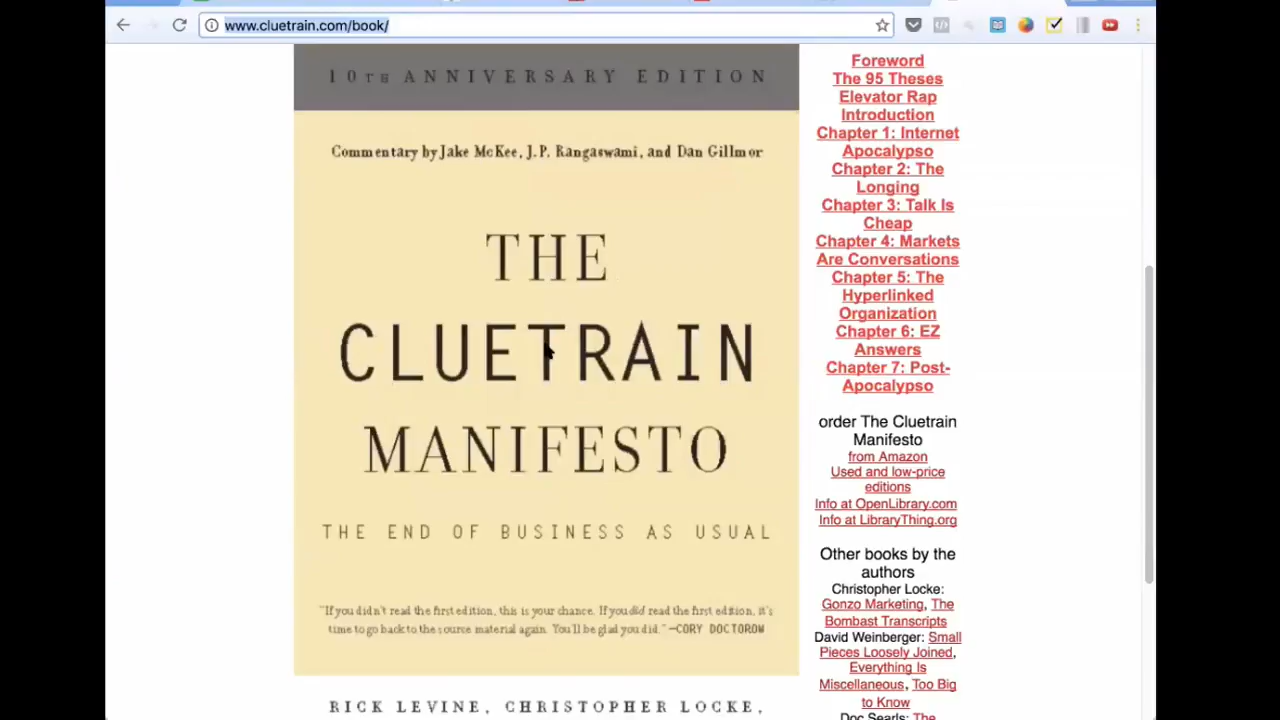 www.cluetrain.com/book/
10TH ANNIVERSARY EDITION
Commentary by Jake McKee, J.P. Rangaswami, and Dan Gillmor
THE
CLUETRAIN
MANIFESTO
THE END OF BUSINESS AS USUAL
"If you didn't read the first edition, this is your chance. If you did read the first edition, it's
time to go back to the source material again. You'll be glad you did." —CORY DOCTOROW
RICK LEVINE, CHRISTOPHER LOCKE,
Foreword
The 95 Theses
Elevator Rap
Introduction
Chapter 1: Internet
Apocalypso
Chapter 2: The
Longing
Chapter 3: Talk Is
Cheap
Chapter 4: Markets
Are Conversations
Chapter 5: The
Hyperlinked
Organization
Chapter 6: EZ
Answers
Chapter 7: Post-
Apocalypso
order The Cluetrain
Manifesto
from Amazon
Used and low-price
editions
Info at OpenLibrary.com
Info at LibraryThing.org
Other books by the
authors
Christopher Locke:
Gonzo Marketing, The
Bombast Transcripts
David Weinberger: Small
Pieces Loosely Joined,
Everything Is
Miscellaneous, Too Big
to Know
Doc Searls: The